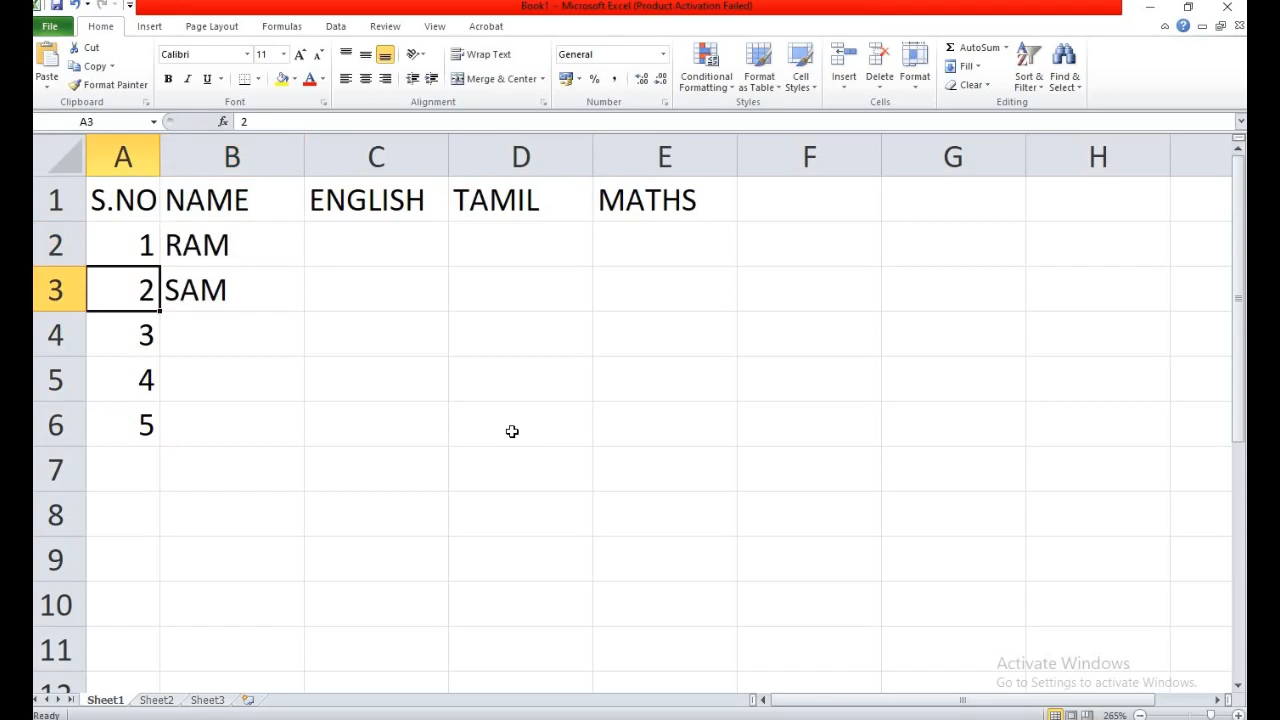 Book1 - Microsoft Excel (Product Activation Failed)
File Home Insert Page Layout Formulas Data Review View Acrobat
Paste
Cut
Copy
Format Painter
Clipboard
Calibri 11
B I U
Font
Wrap Text
Merge & Center
Alignment
General
Number
Conditional Formatting
Format as Table
Cell Styles
Styles
Insert Delete Format
Cells
Σ AutoSum
Fill
Clear
Sort & Filter
Find & Select
Editing
A3 fx 2
A B C D E F G H
1 S.NO NAME ENGLISH TAMIL MATHS
2 1 RAM
3 2 SAM
4 3
5 4
6 5
7
8
9
10
11
12
Activate Windows
Go to Settings to activate Windows.
Sheet1 Sheet2 Sheet3
Ready 265%